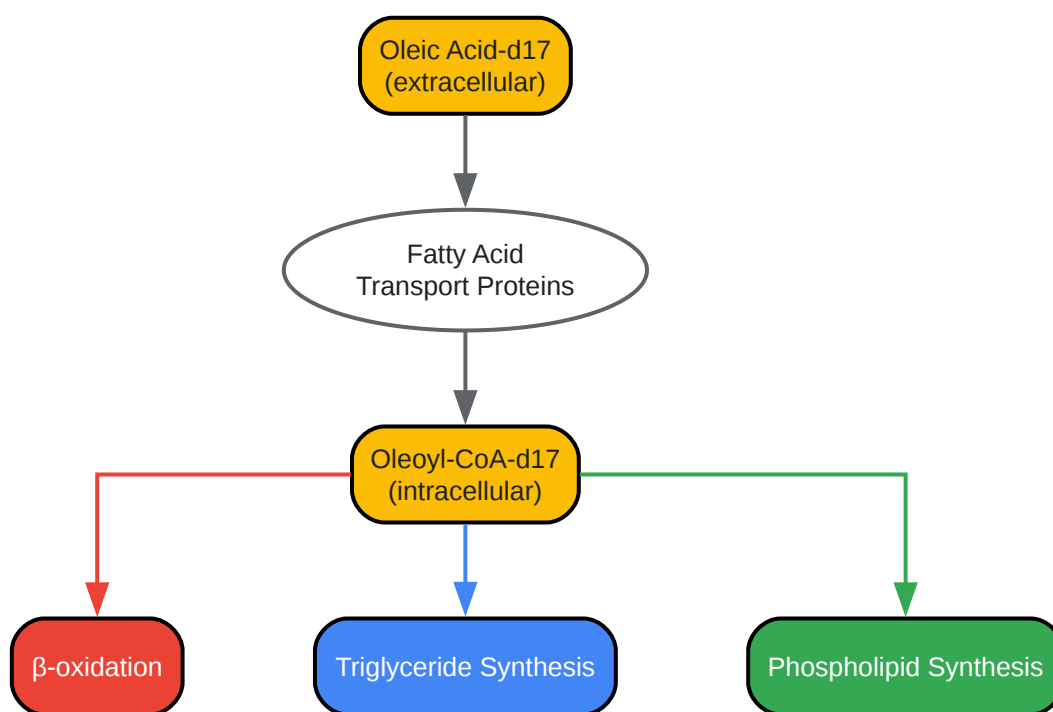 Oleic Acid-d17
(extracellular)
Fatty Acid
Transport Proteins
Oleoyl-CoA-d17
(intracellular)
β-oxidation
Triglyceride Synthesis
Phospholipid Synthesis